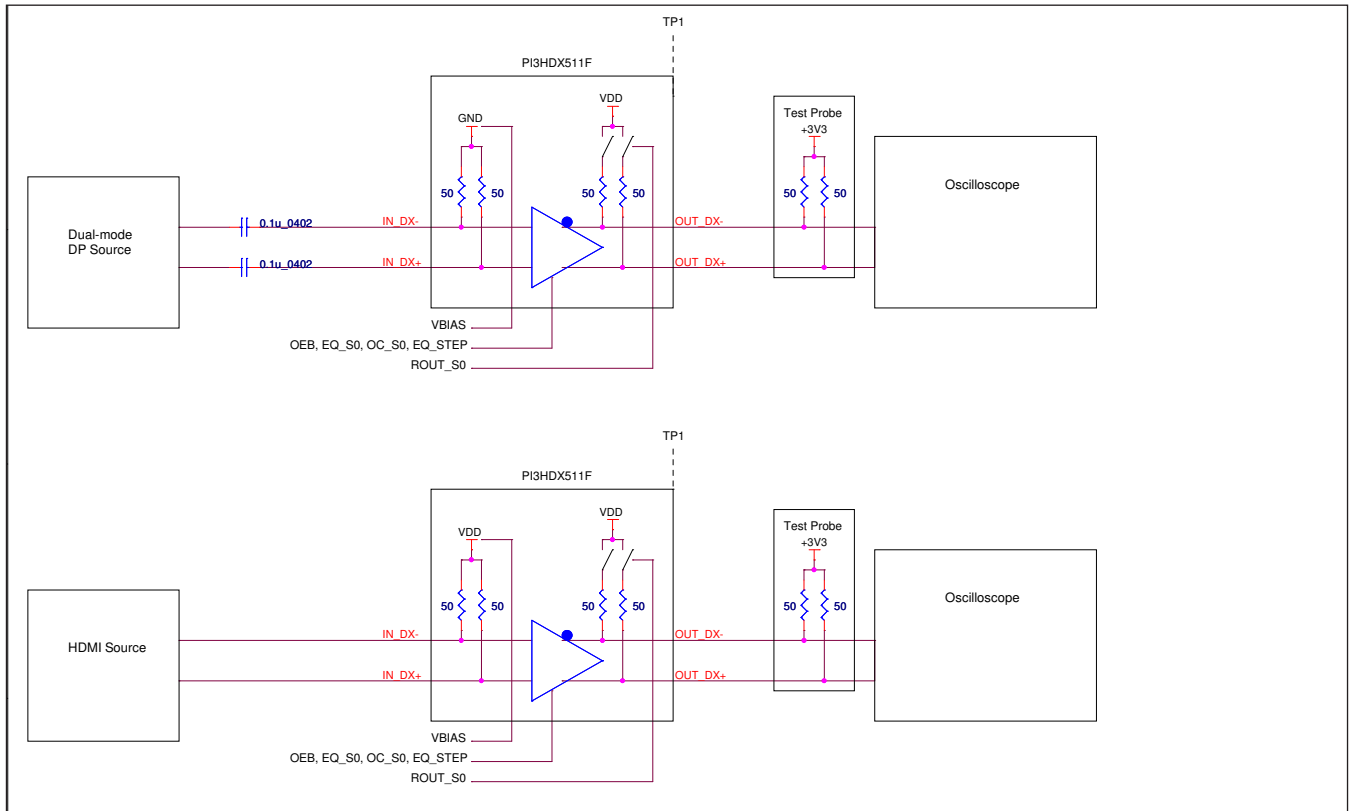 TP1
PI3HDX511F
VDD
GND
Test Probe
+3V3
50
50
50
50
50
50
Oscilloscope
Dual-mode
DP Source
0.1u_0402
IN_DX-
OUT_DX-
0.1u_0402
IN_DX+
OUT_DX+
VBIAS
OEB, EQ_S0, OC_S0, EQ_STEP
ROUT_S0
TP1
PI3HDX511F
VDD
VDD
Test Probe
+3V3
50
50
50
50
50
50
Oscilloscope
HDMI Source
IN_DX-
OUT_DX-
IN_DX+
OUT_DX+
VBIAS
OEB, EQ_S0, OC_S0, EQ_STEP
ROUT_S0